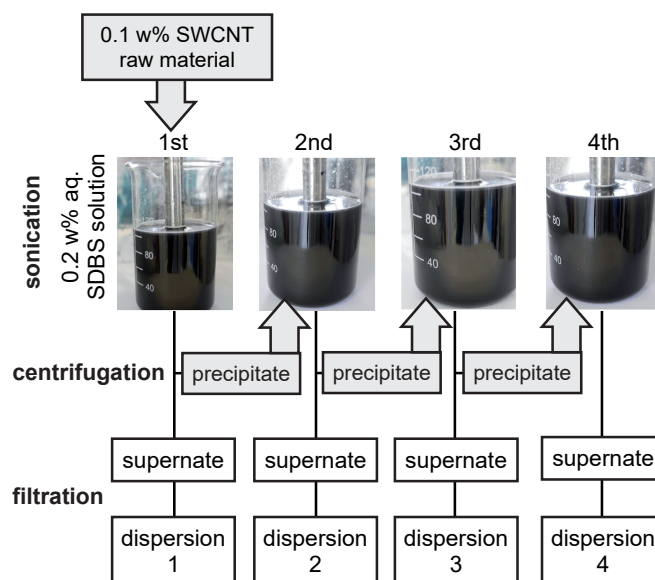 0.1 w% SWCNT
raw material
1st
2nd
3rd
4th
sonication
0.2 w% aq.
SDBS solution
80
40
80
40
120
80
40
80
40
centrifugation
precipitate
precipitate
precipitate
supernate
supernate
supernate
supernate
filtration
dispersion
1
dispersion
2
dispersion
3
dispersion
4